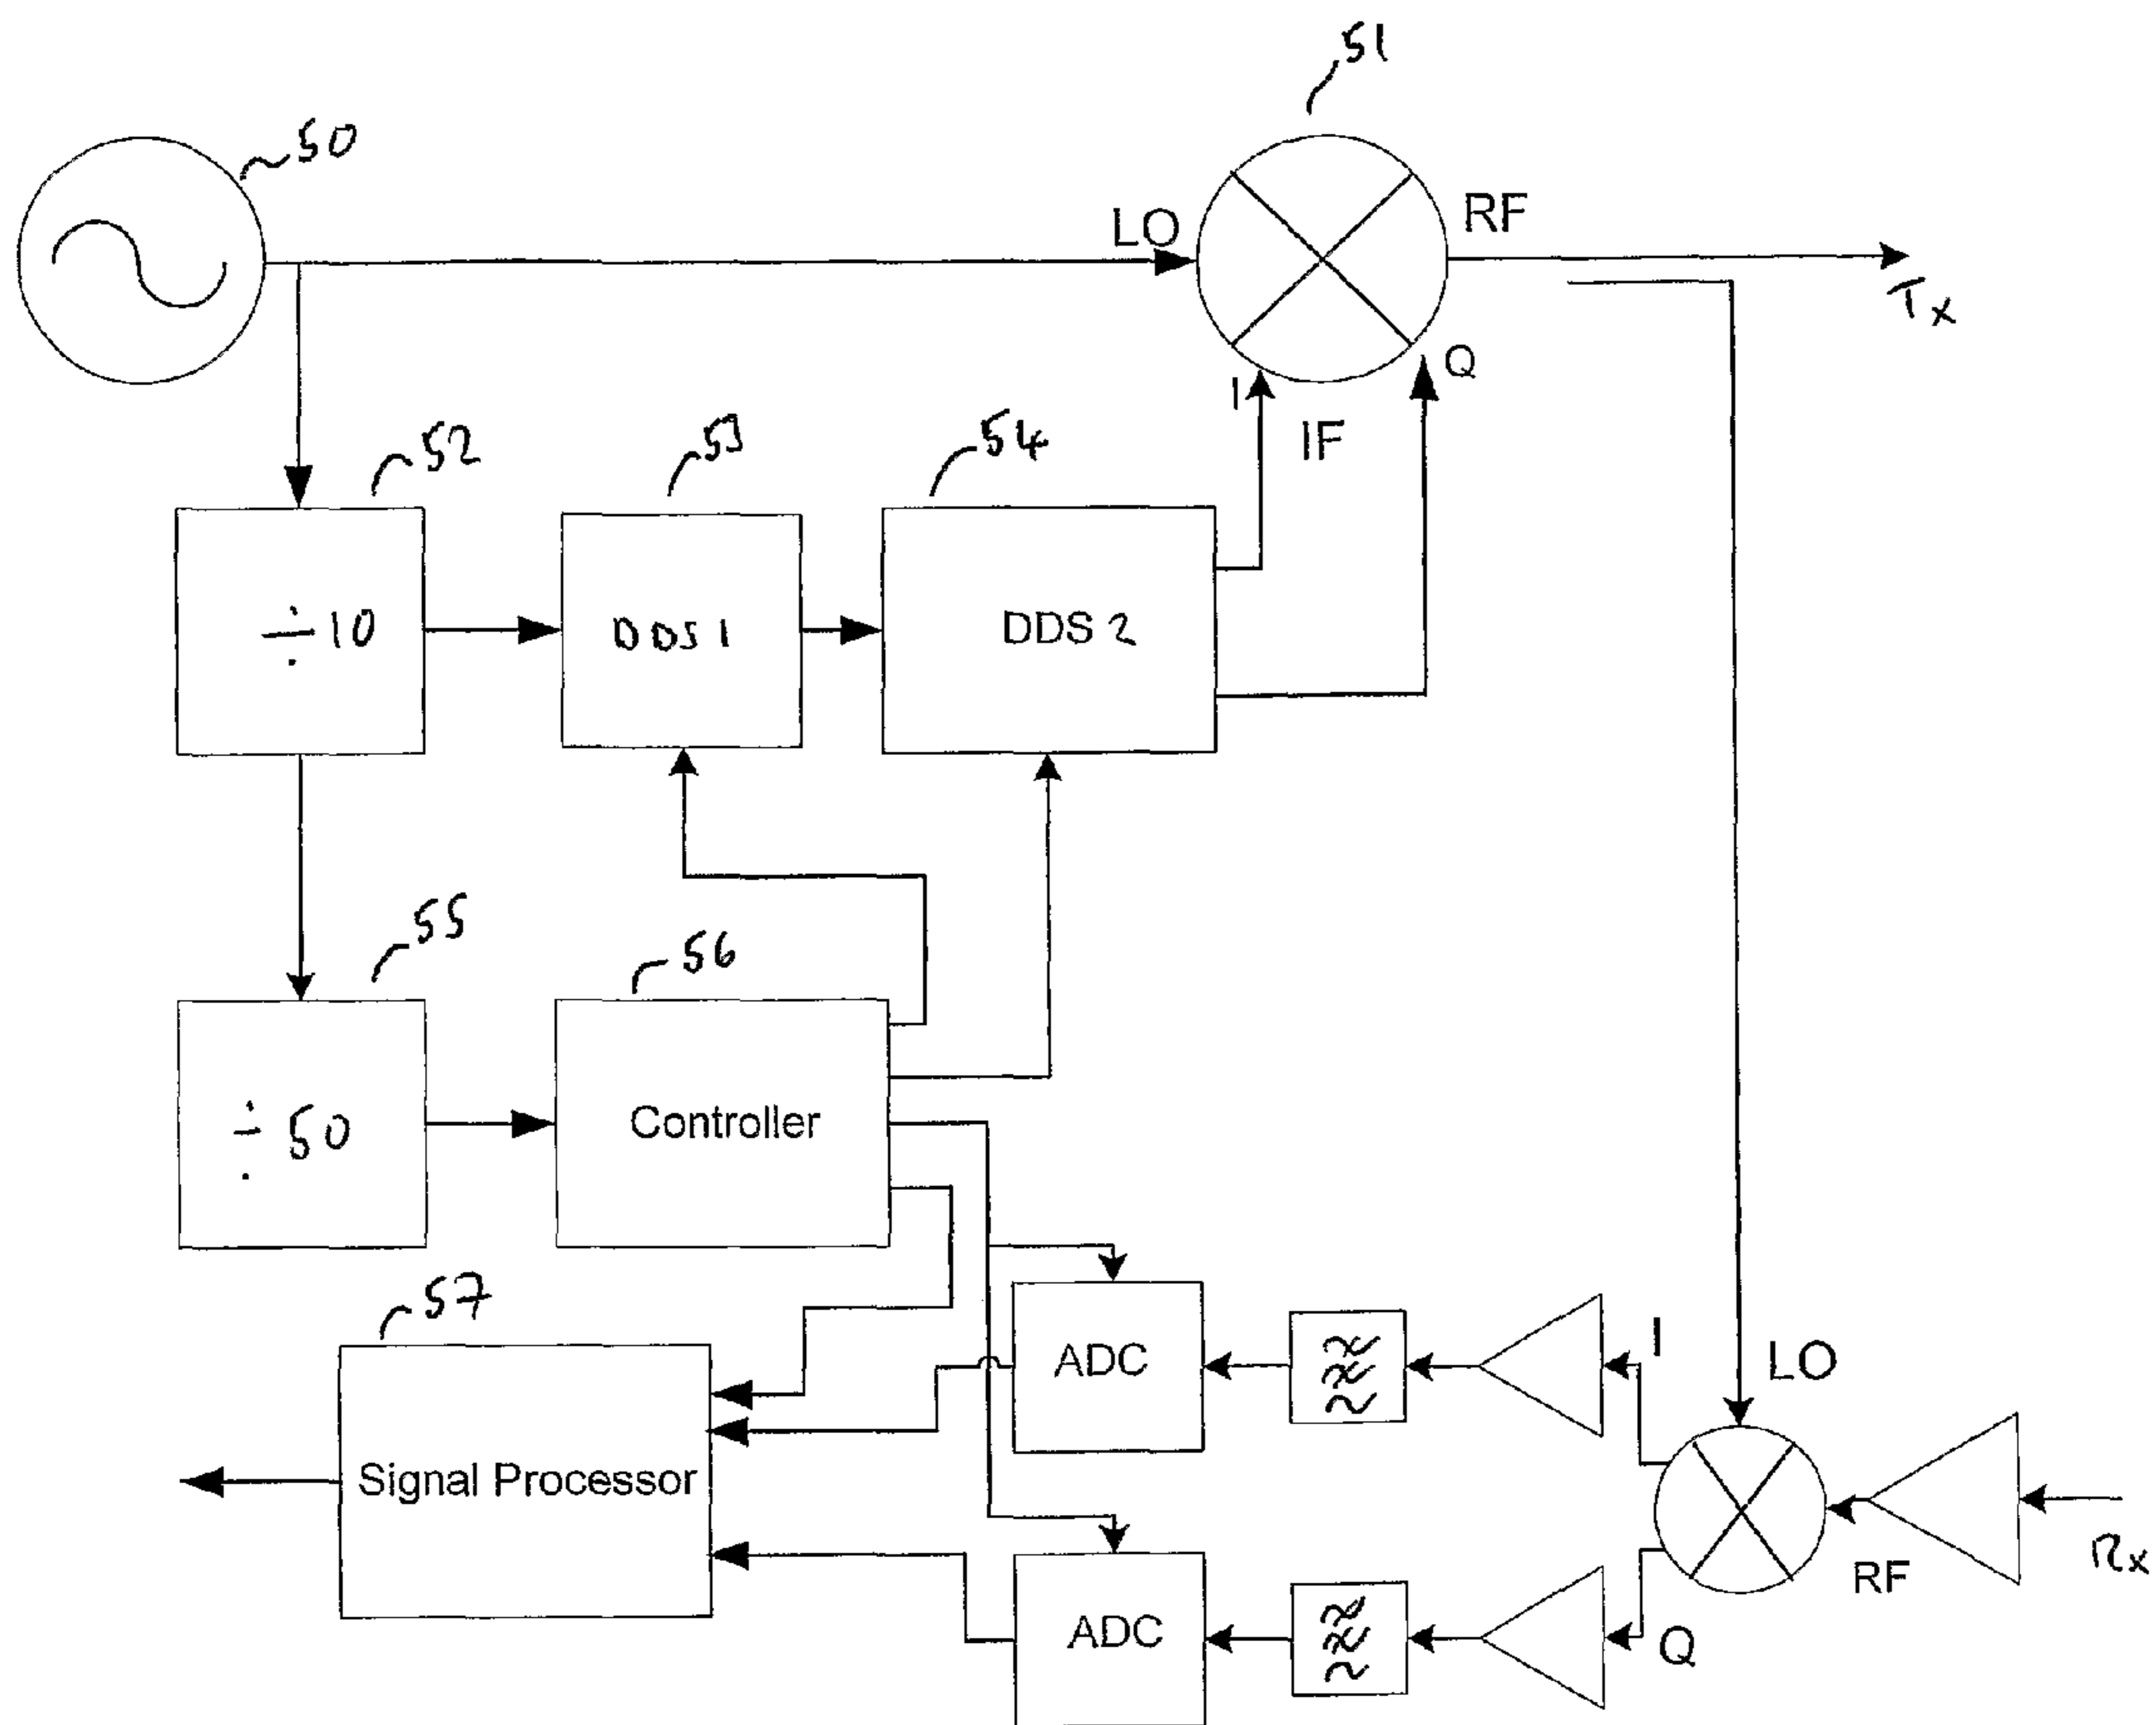 51
50
LO
RF
Tx
Q
I
IF
52
53
54
÷10
DDS 1
DDS 2
55
56
÷ 50
Controller
57
ADC
I
LO
Signal Processor
Rx
RF
ADC
Q